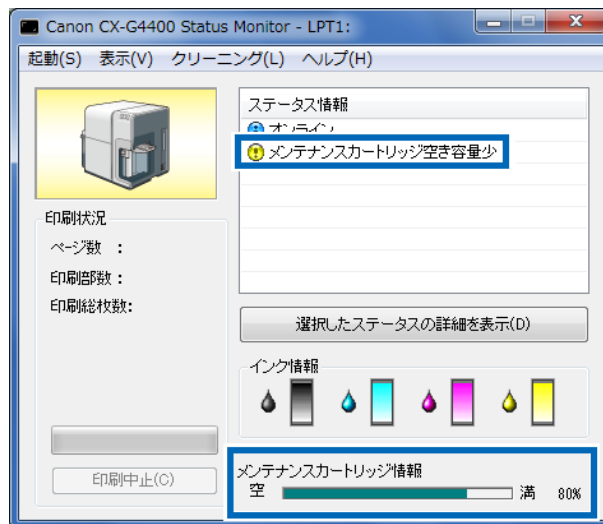 Canon CX-G4400 Status Monitor - LPT1:
起動(S) 表示(V) クリーニング(L) ヘルプ(H)
ステータス情報
オンライン
メンテナンスカートリッジ空き容量少
印刷状況
ページ数 :
印刷部数 :
印刷総枚数:
選択したステータスの詳細を表示(D)
インク情報
印刷中止(C)
メンテナンスカートリッジ情報
空 満 80%